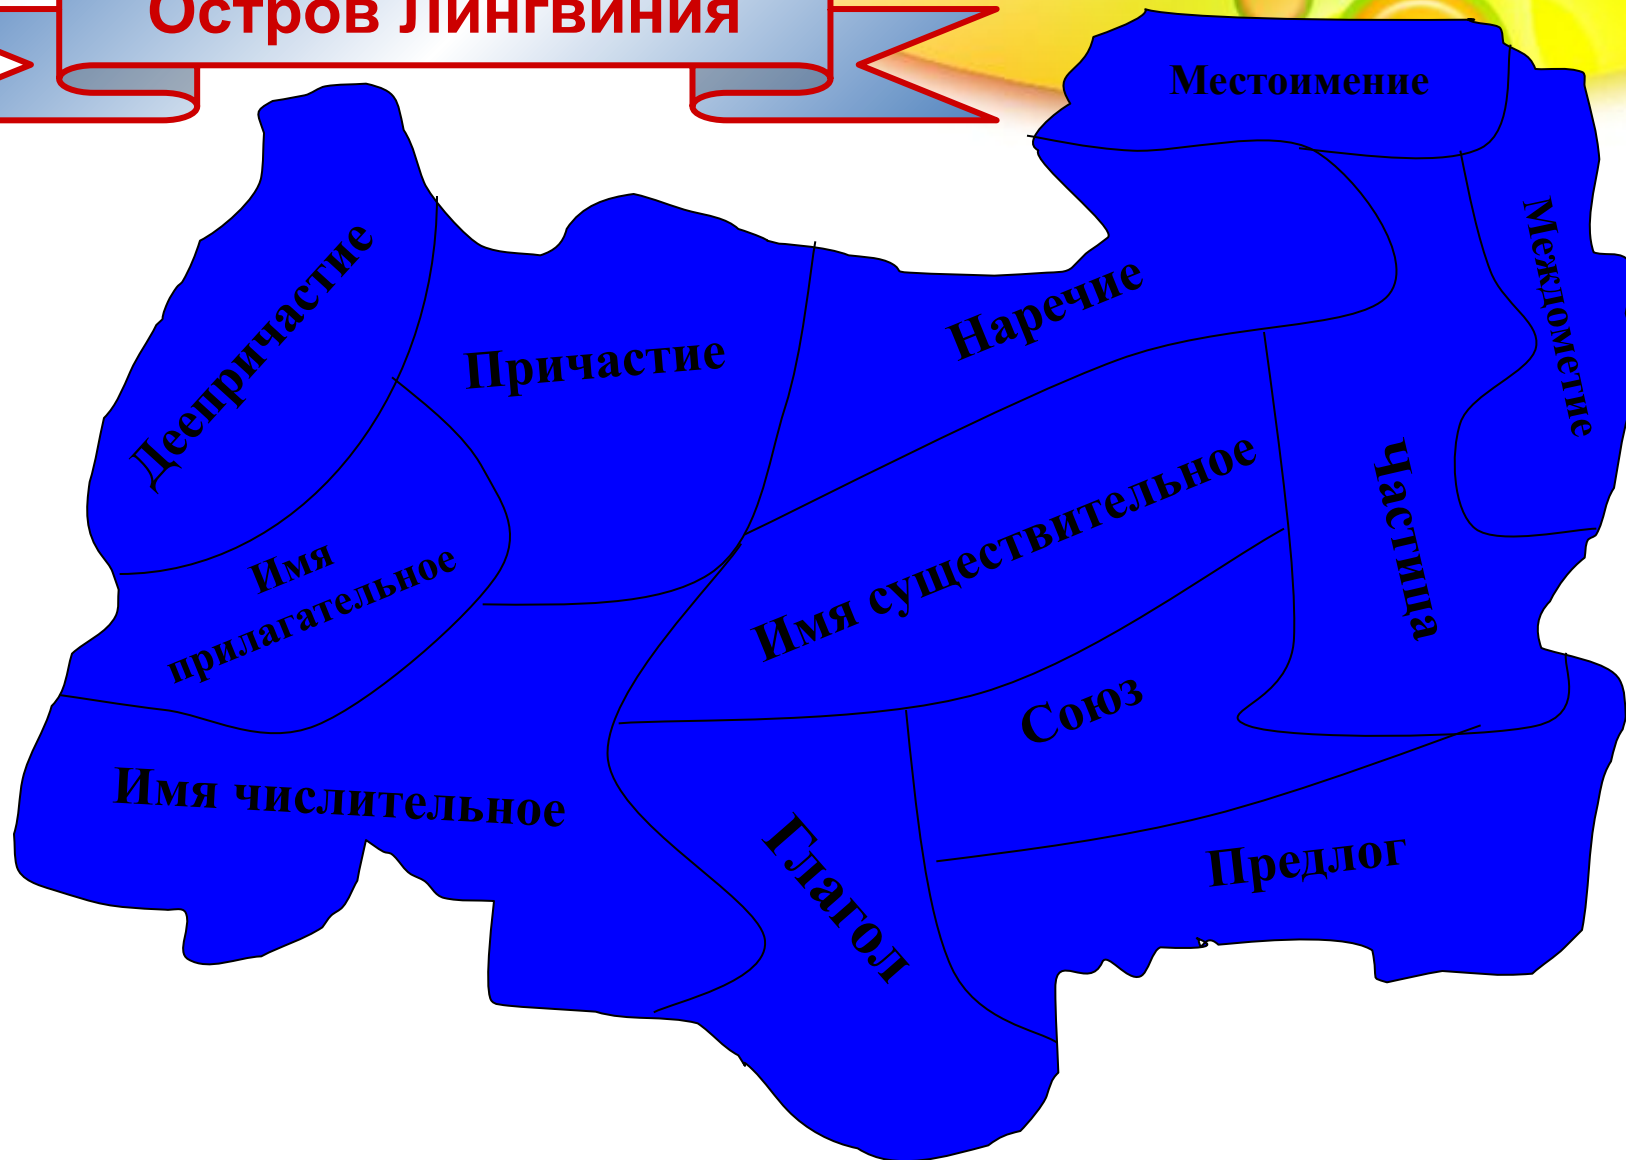 Остров Лингвиния
Местоимение
Междометие
Деепричастие
Причастие
Наречие
Имя существительное
Частица
Имя
прилагательное
Союз
Имя числительное
Глагол
Предлог